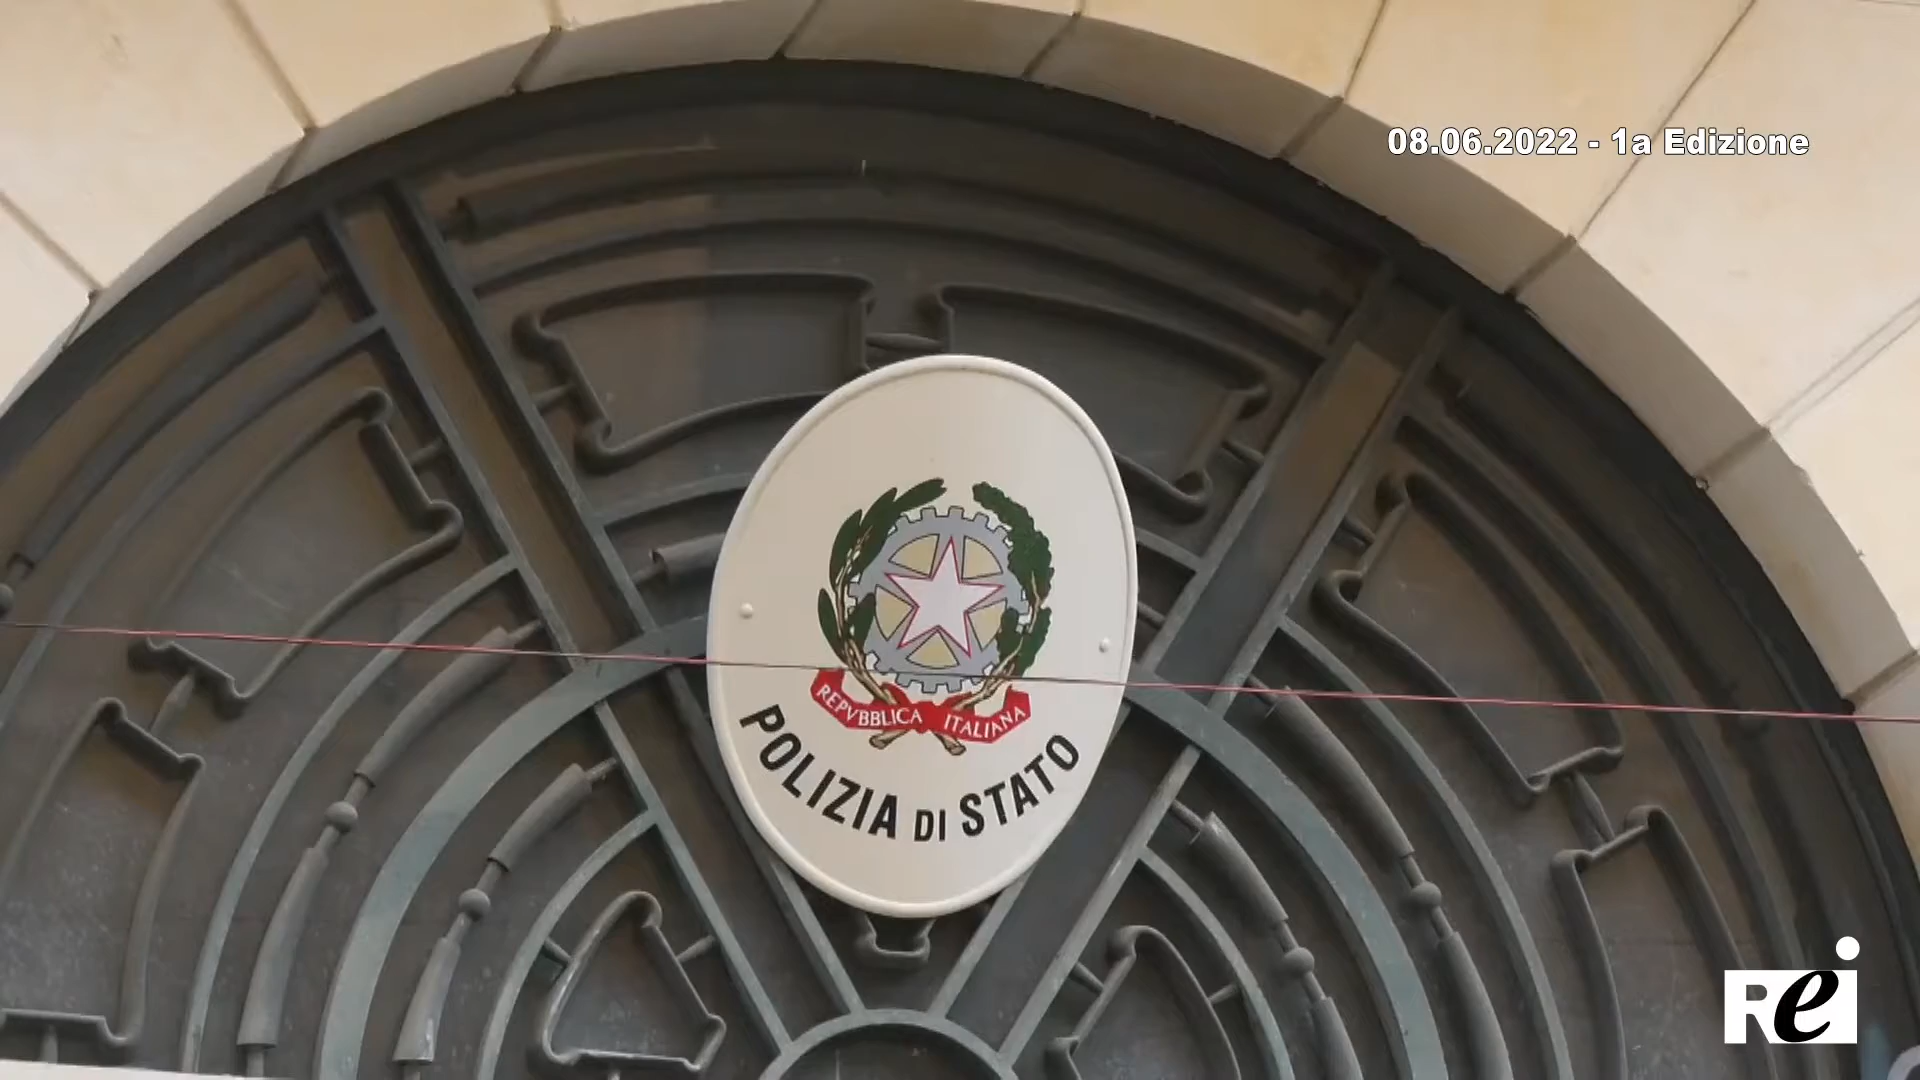 08.06.2022 - 1a Edizione
REPVBBLICA ITALIANA
POLIZIA DI STATO
Rei